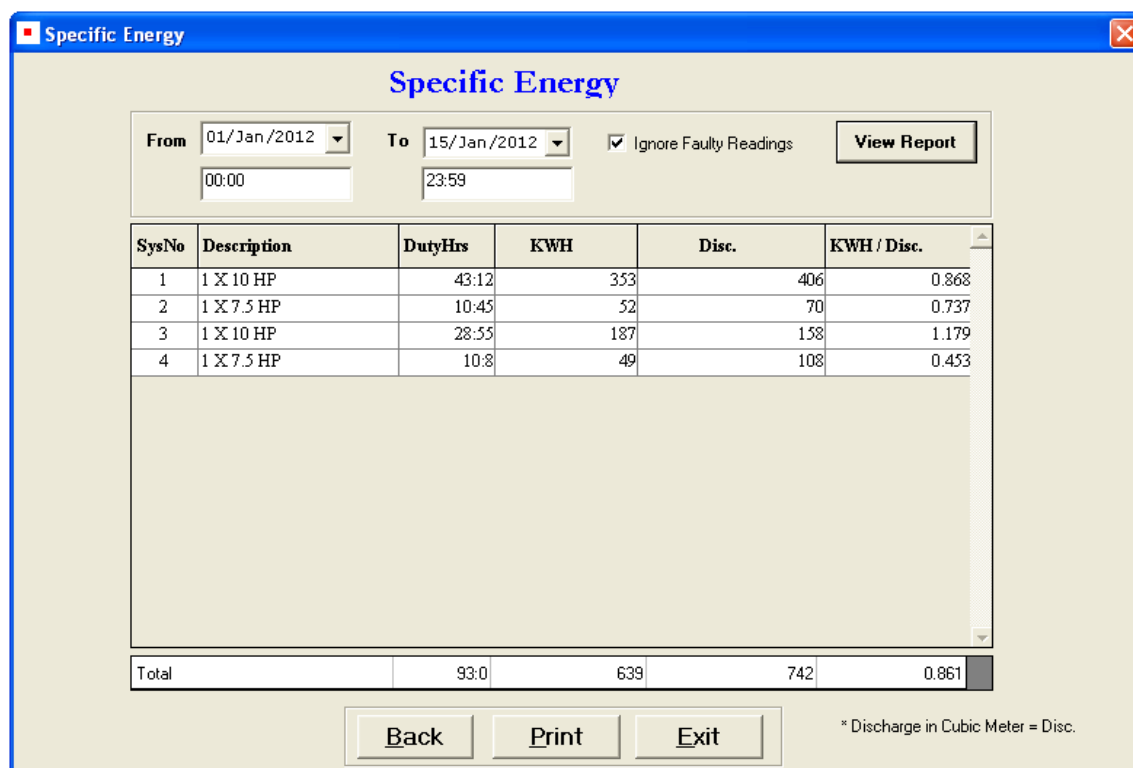 Specific Energy
Specific Energy
From 01/Jan/2012 To 15/Jan/2012 Ignore Faulty Readings View Report
00:00 23:59
SysNo Description DutyHrs KWH Disc. KWH / Disc.
1 1 X 10 HP 43:12 353 406 0.868
2 1 X 7.5 HP 10:45 52 70 0.737
3 1 X 10 HP 28:55 187 158 1.179
4 1 X 7.5 HP 10:8 49 108 0.453
Total 93:0 639 742 0.861
Back Print Exit * Discharge in Cubic Meter = Disc.